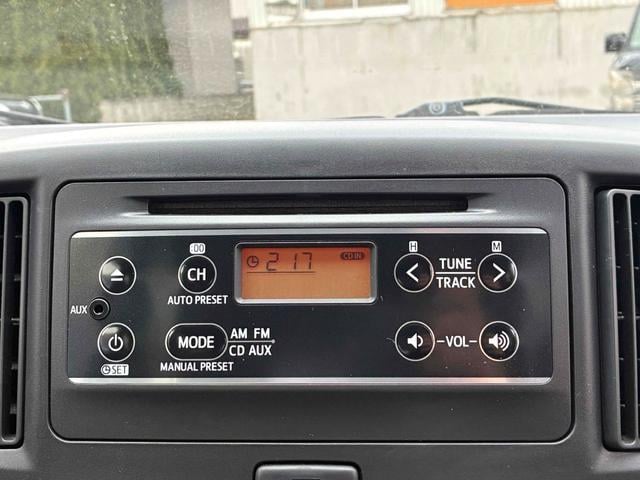 :00
H
M
2 17
CD IN
CH
TUNE
TRACK
AUTO PRESET
AUX
MODE
AM FM
CD AUX
VOL
SET
MANUAL PRESET